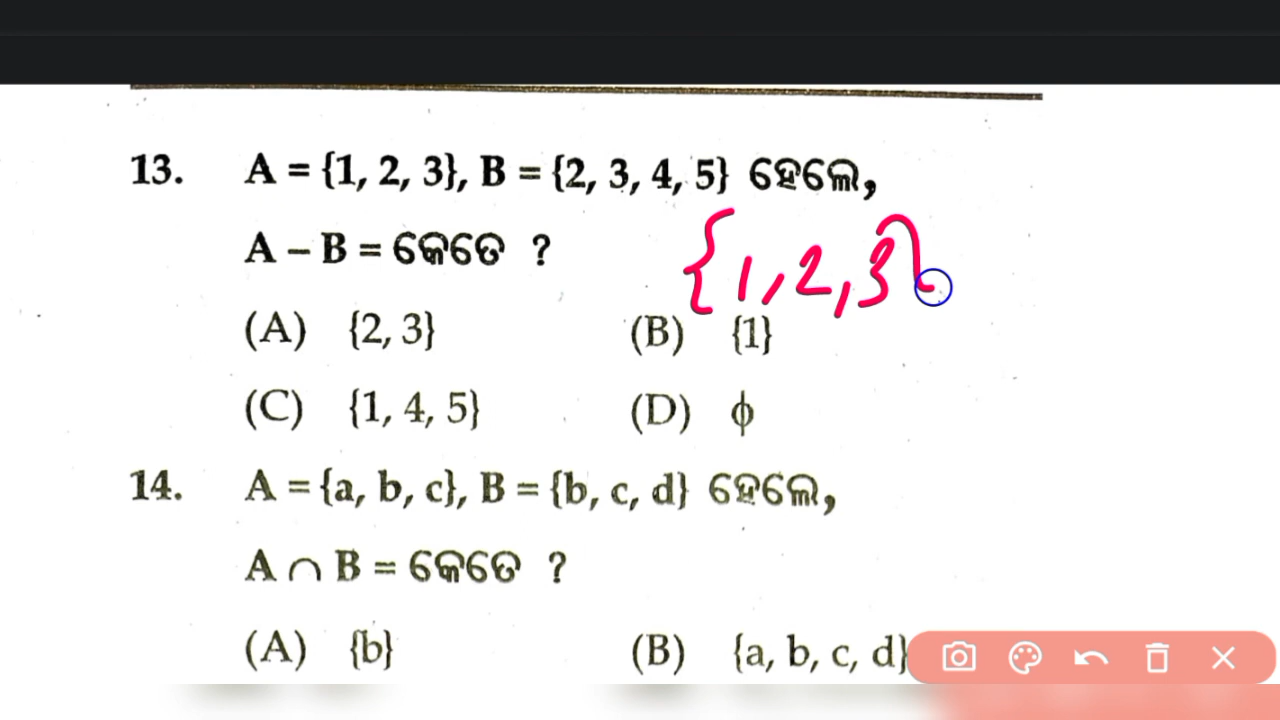 13. A = {1, 2, 3}, B = {2, 3, 4, 5} ହେଲେ,
A – B = କେତେ ?
{1,2,3}
(A) {2, 3} (B) {1}
(C) {1, 4, 5} (D) ϕ
14. A = {a, b, c}, B = {b, c, d} ହେଲେ,
A ∩ B = କେତେ ?
(A) {b} (B) {a, b, c, d}